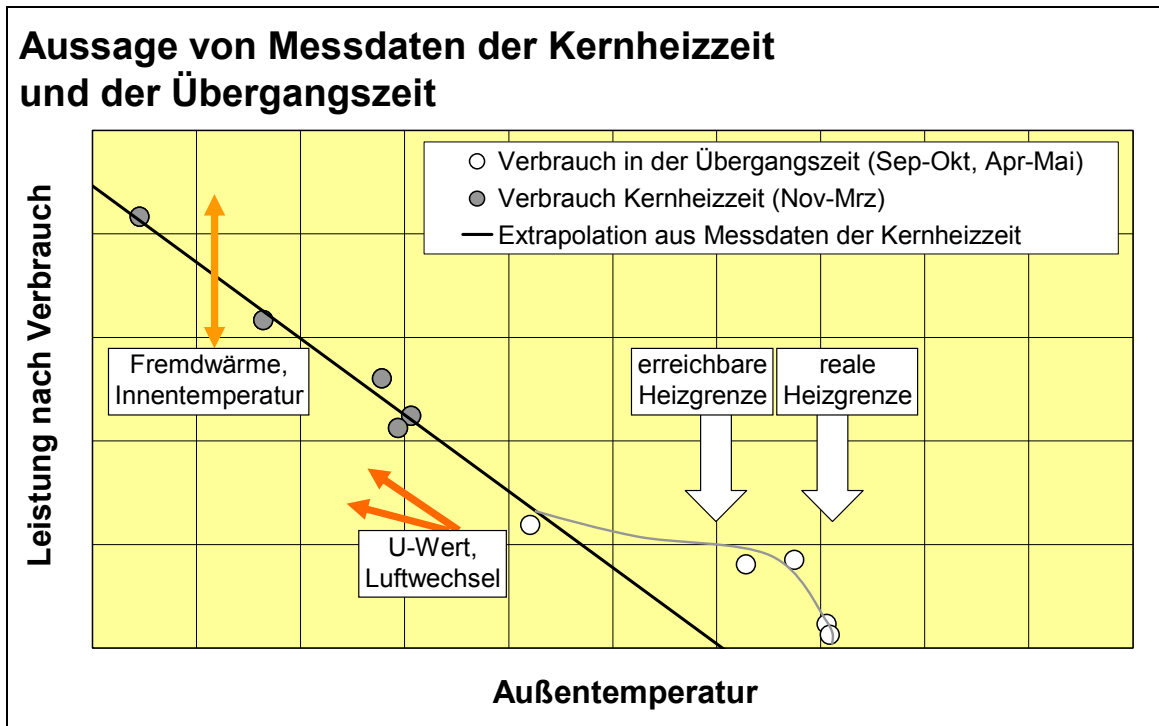 Aussage von Messdaten der Kernheizzeit
und der Übergangszeit
Verbrauch in der Übergangszeit (Sep-Okt, Apr-Mai)
Verbrauch Kernheizzeit (Nov-Mrz)
Extrapolation aus Messdaten der Kernheizzeit
Leistung nach Verbrauch
Fremdwärme,
Innentemperatur
erreichbare
Heizgrenze
reale
Heizgrenze
U-Wert,
Luftwechsel
Außentemperatur